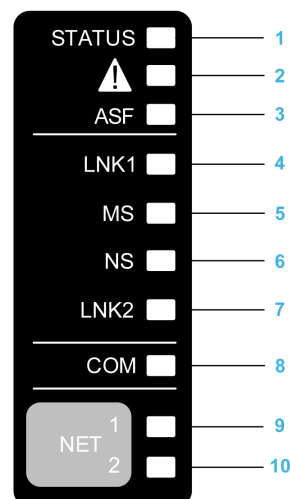 STATUS 1
2
ASF 3
LNK1 4
MS 5
NS 6
LNK2 7
COM 8
1 9
NET
2 10